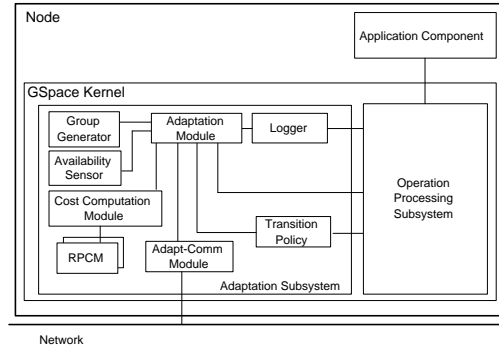 Node
Application Component
GSpace Kernel
Group
Generator
Adaptation
Module
Logger
Availability
Sensor
Operation
Processing
Subsystem
Cost Computation
Module
Transition
Policy
RPCM
Adapt-Comm
Module
Adaptation Subsystem
Network